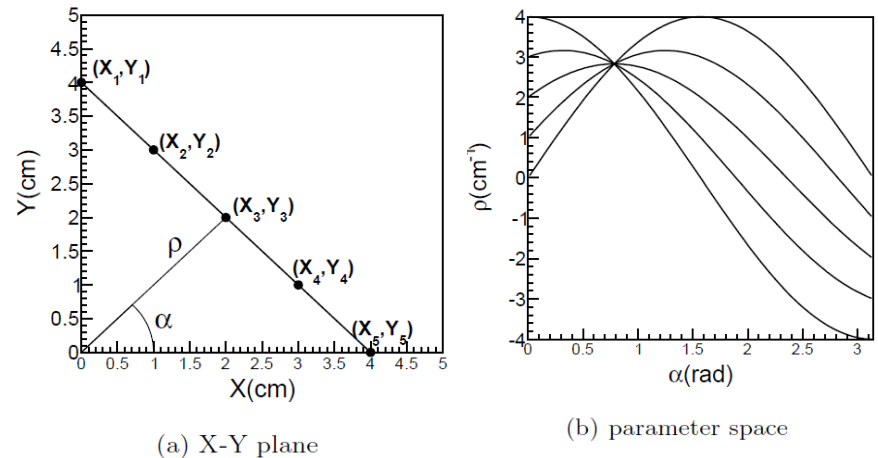 5
4.5
4
3.5
3
2.5
2
1.5
1
0.5
0
0 0.5 1 1.5 2 2.5 3 3.5 4 4.5 5
Y(cm)
X(cm)
(X1,Y1)
(X2,Y2)
(X3,Y3)
(X4,Y4)
(X5,Y5)
ρ
α
(a) X-Y plane
4
3
2
1
0
-1
-2
-3
-4
0 0.5 1 1.5 2 2.5 3
ρ(cm-1)
α(rad)
(b) parameter space